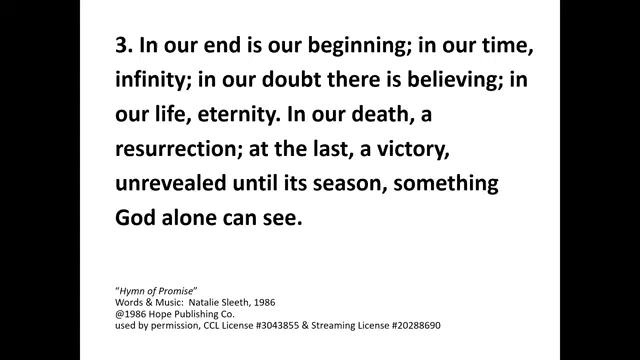 3. In our end is our beginning; in our time,
infinity; in our doubt there is believing; in
our life, eternity. In our death, a
resurrection; at the last, a victory,
unrevealed until its season, something
God alone can see.
“Hymn of Promise”
Words & Music:  Natalie Sleeth, 1986
@1986 Hope Publishing Co.
used by permission, CCL License #3043855 & Streaming License #20288690